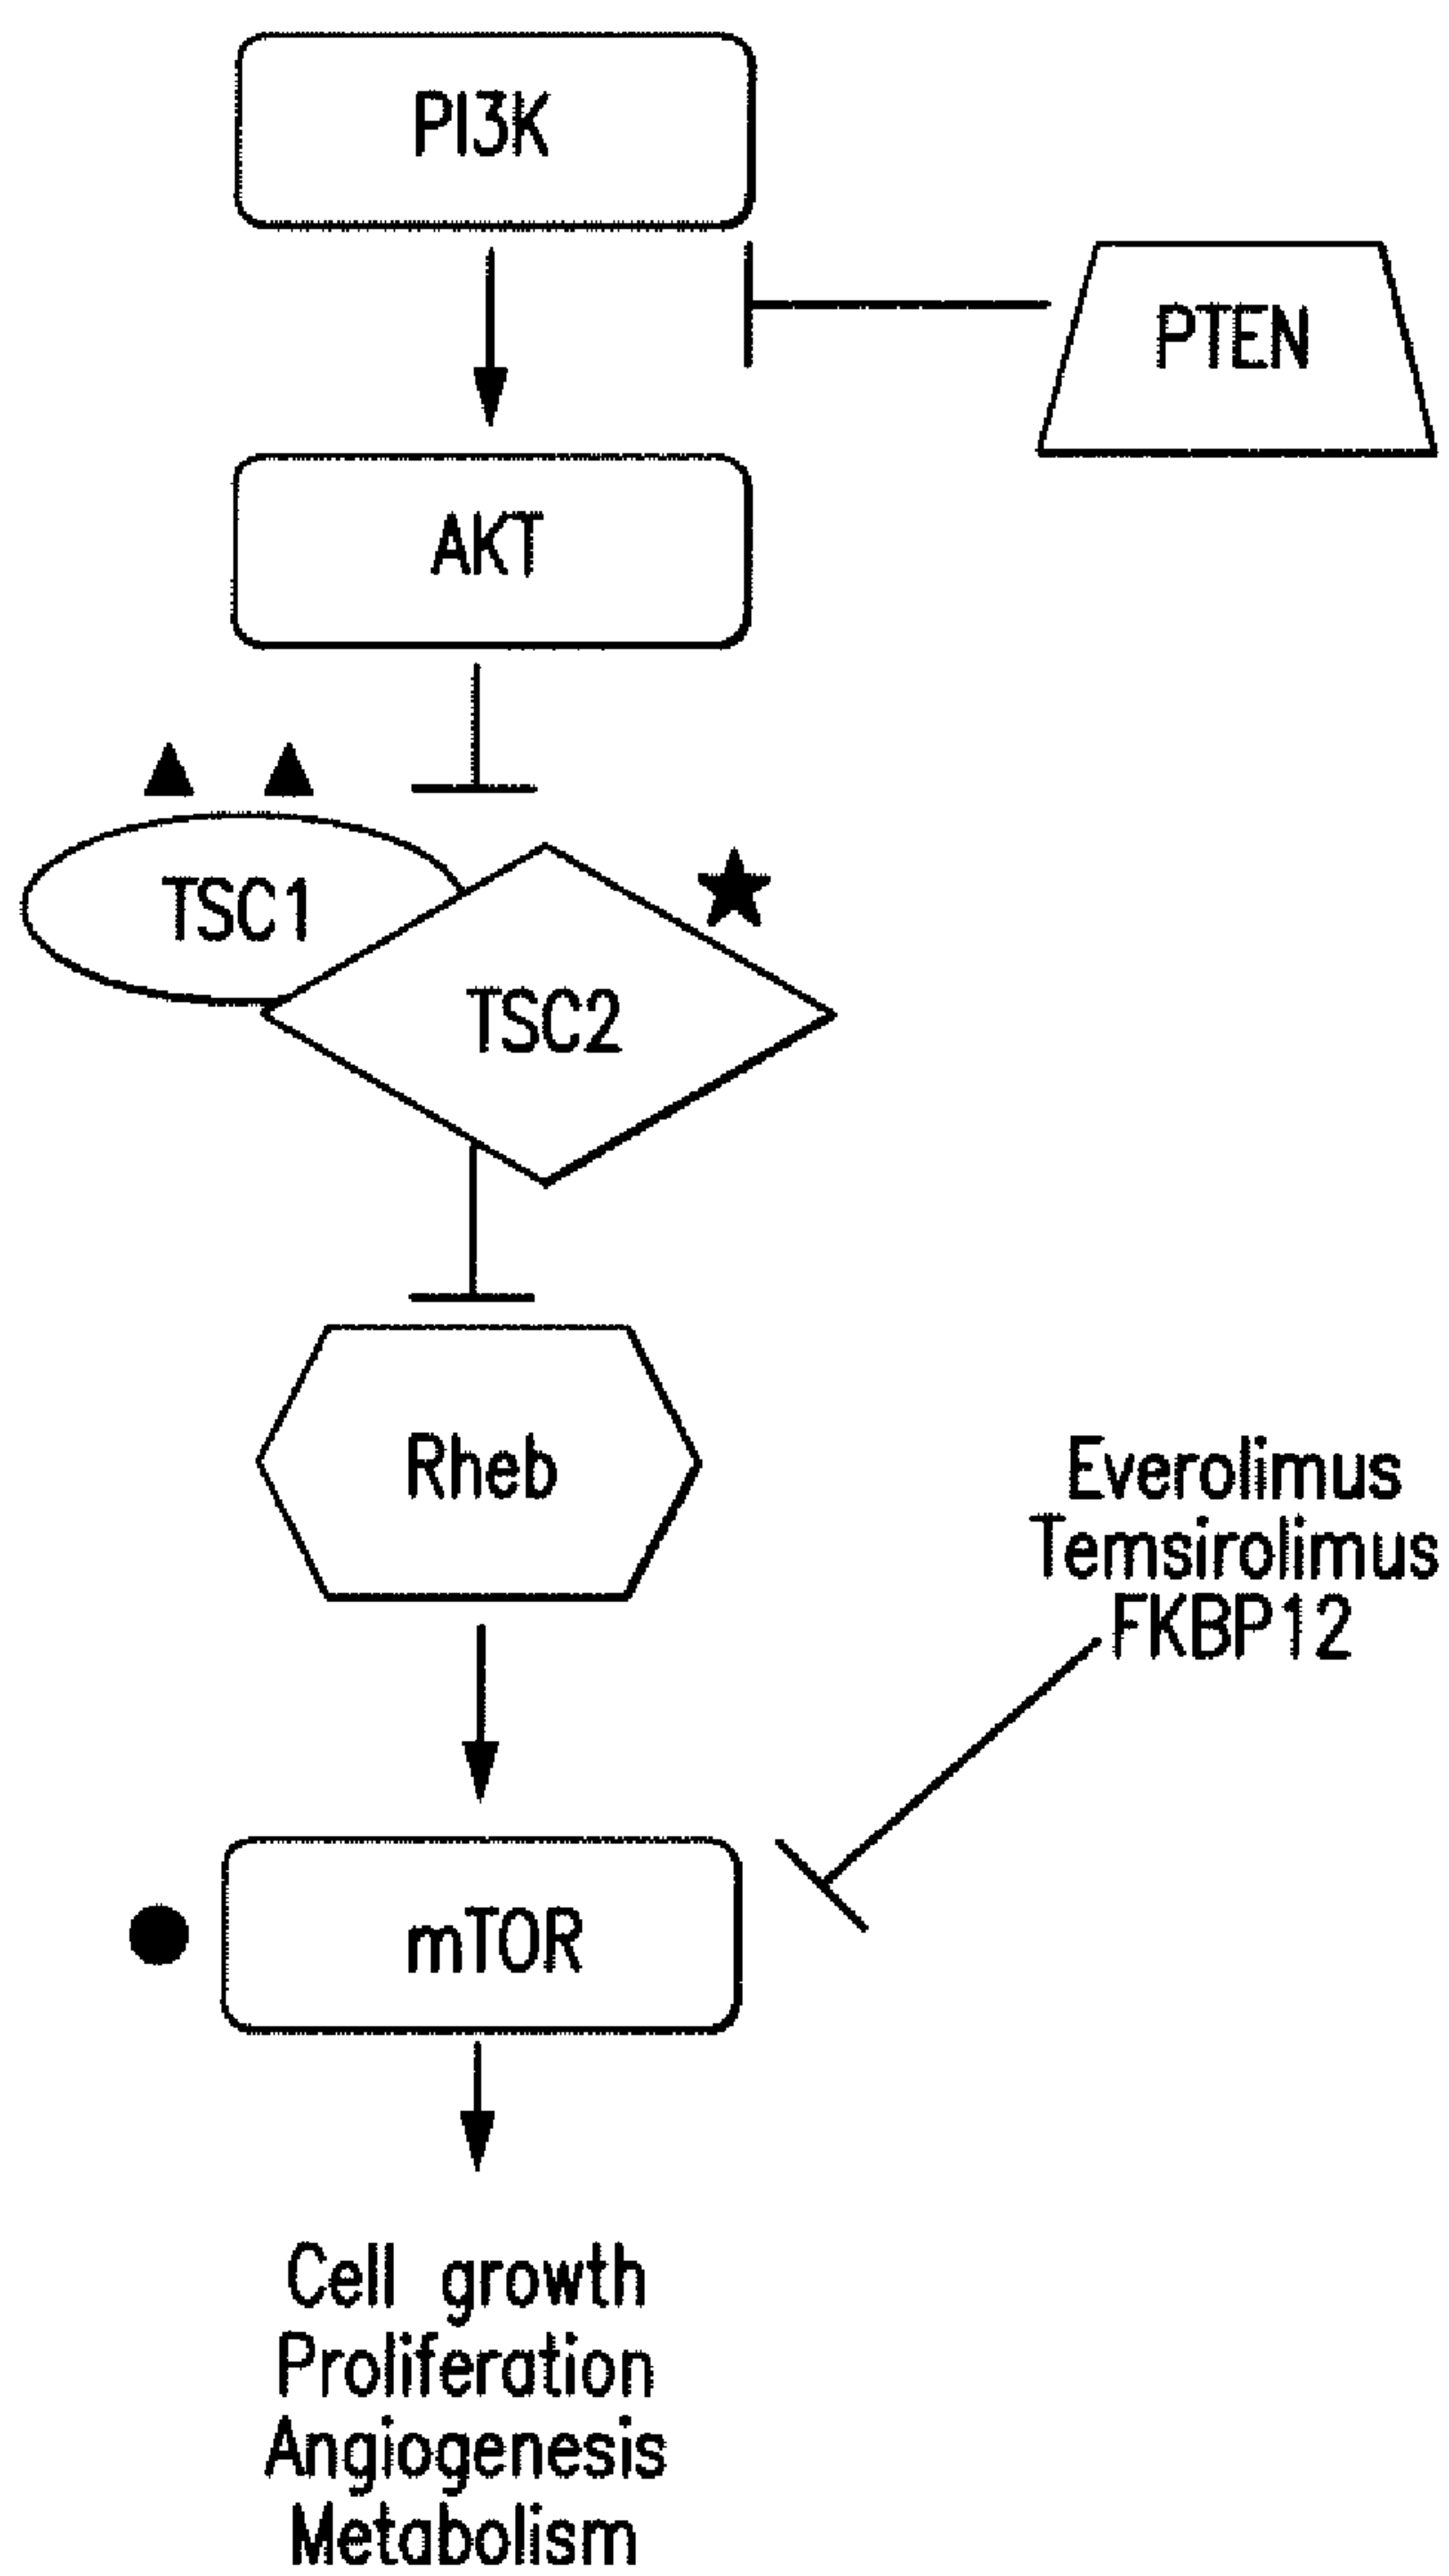 PI3K
PTEN
AKT
TSC1
TSC2
Rheb
Everolimus
Temsirolimus
FKBP12
mTOR
Cell growth
Proliferation
Angiogenesis
Metabolism